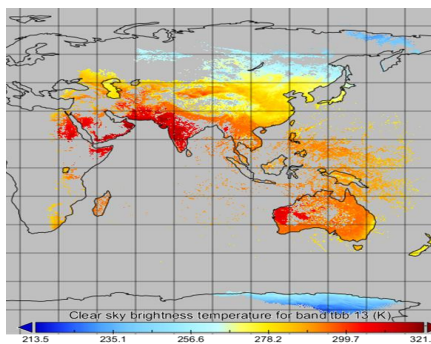 Clear sky brightness temperature for band tbb 13 (K)
213.5 235.1 256.6 278.2 299.7 321.